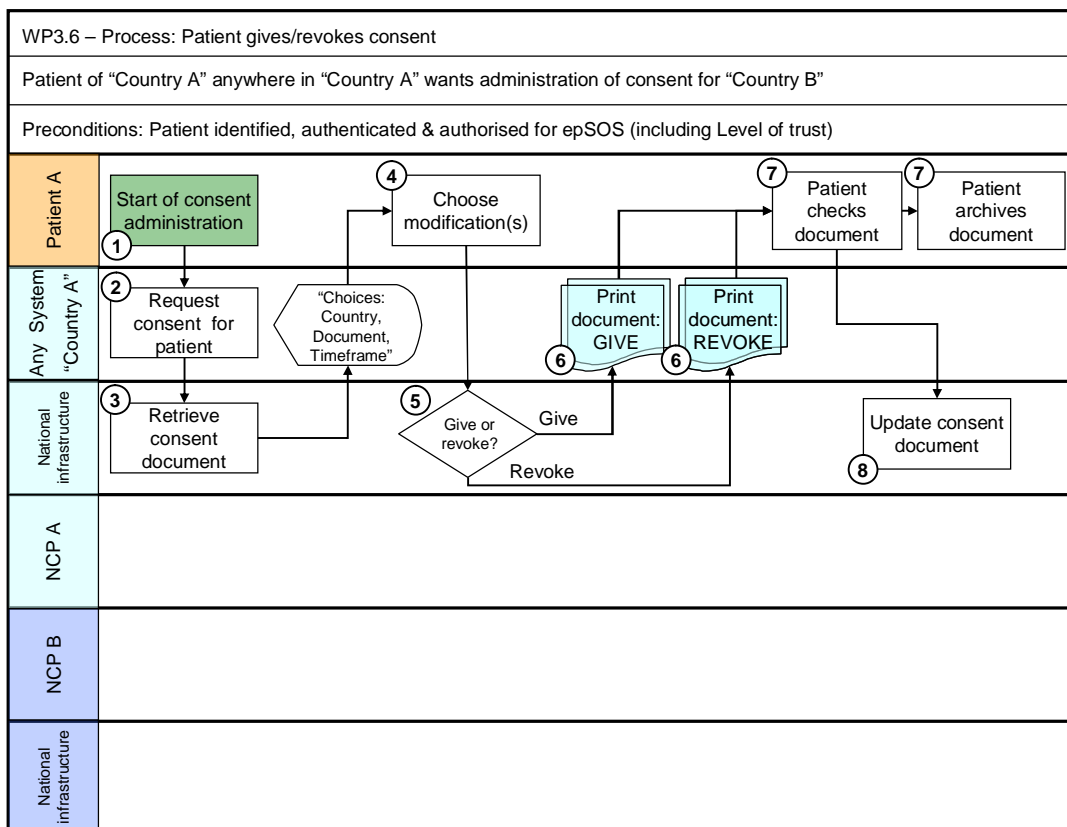 WP3.6 – Process: Patient gives/revokes consent
Patient of “Country A” anywhere in “Country A” wants administration of consent for “Country B”
Preconditions: Patient identified, authenticated & authorised for epSOS (including Level of trust)
Patient A
1
Start of consent
administration
4
Choose
modification(s)
7
Patient
checks
document
7
Patient
archives
document
Any System
“Country A”
2
Request
consent for
patient
“Choices:
Country,
Document,
Timeframe”
6
Print
document:
GIVE
6
Print
document:
REVOKE
National
infrastructure
3
Retrieve
consent
document
5
Give or
revoke?
Give
Revoke
Update consent
document
8
NCP A
NCP B
National
infrastructure